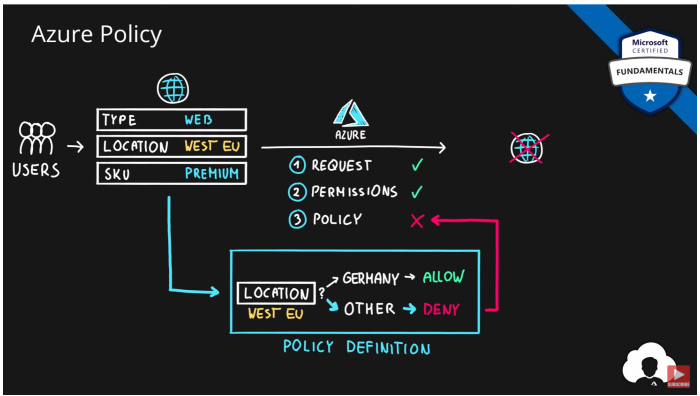 Azure Policy
Microsoft
CERTIFIED
FUNDAMENTALS
TYPE WEB
LOCATION WEST EU
SKU PREMIUM
USERS
AZURE
1 REQUEST ✓
2 PERMISSIONS ✓
3 POLICY X
LOCATION ?
WEST EU
GERMANY → ALLOW
OTHER → DENY
POLICY DEFINITION
SUBSCRIBE